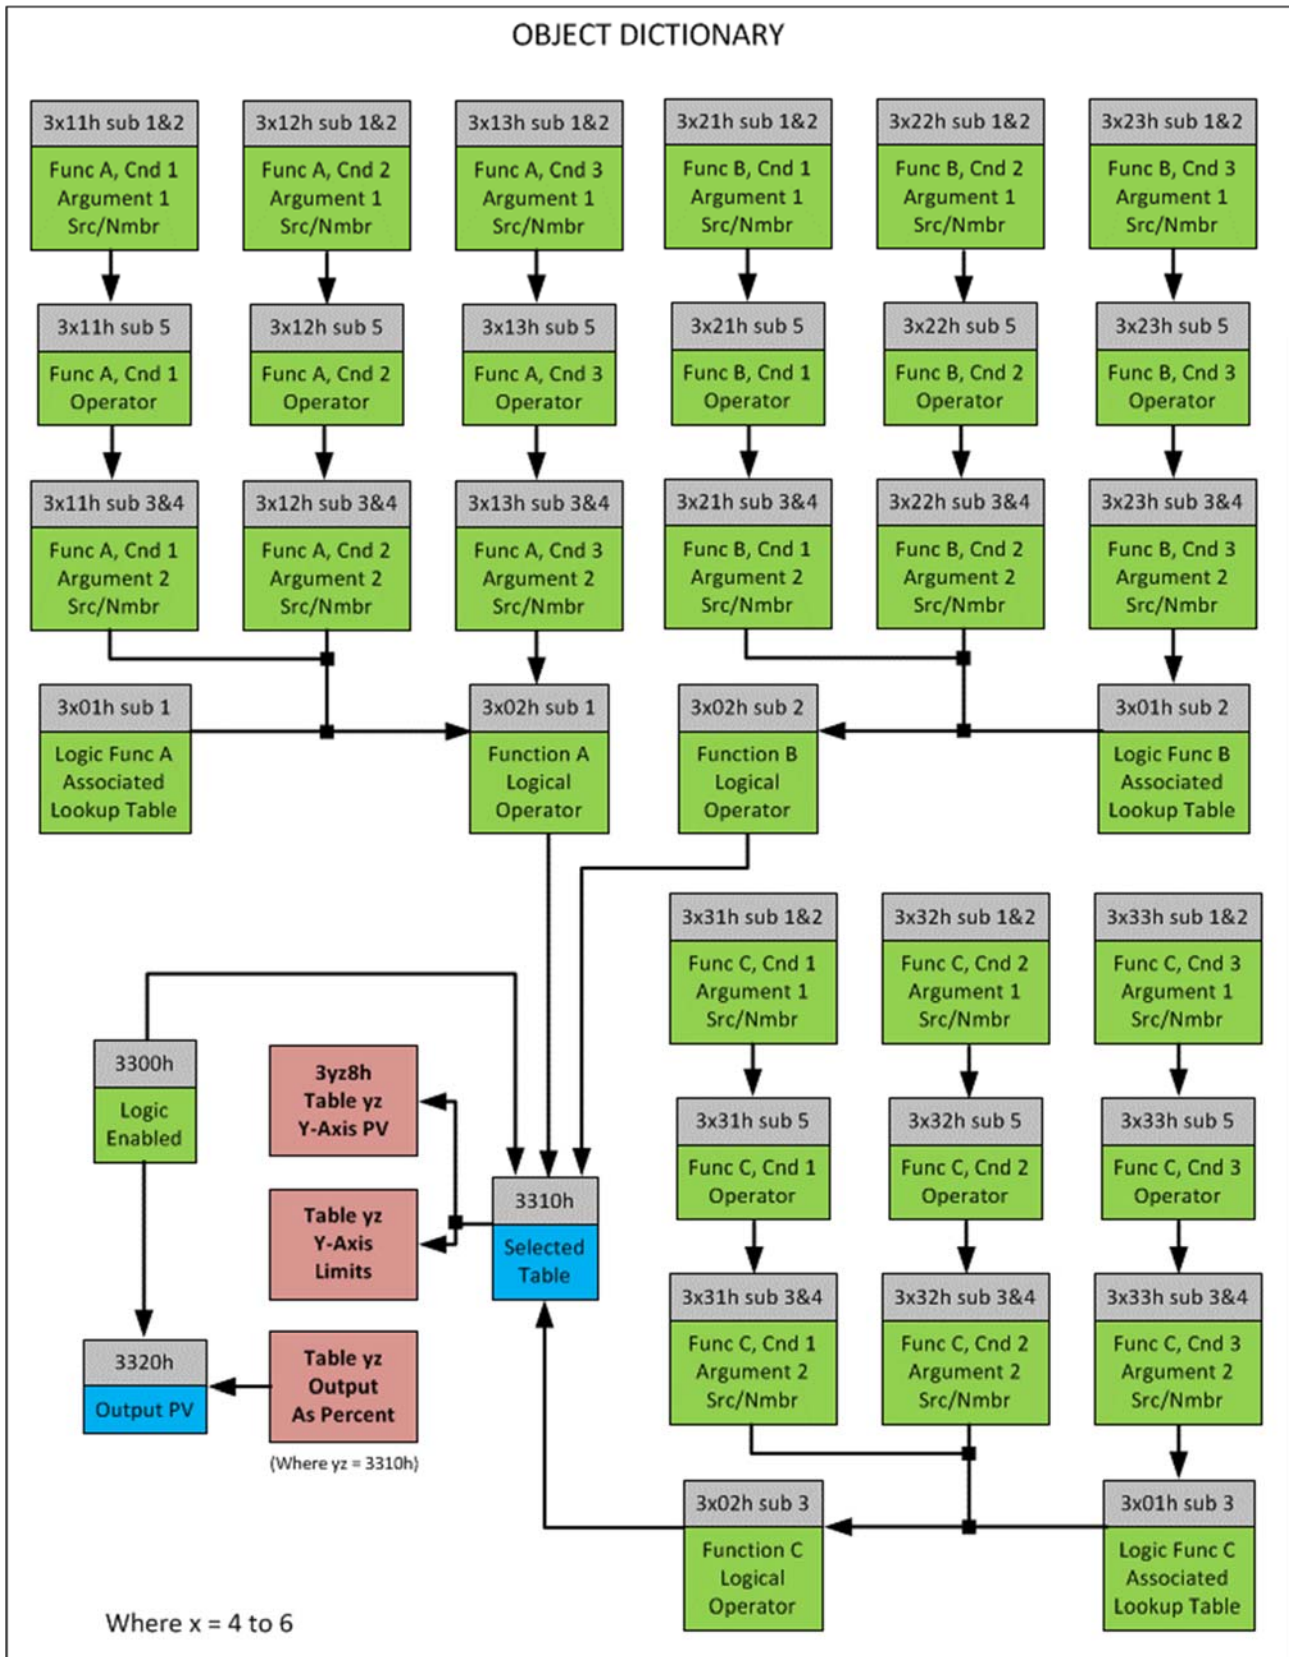 OBJECT DICTIONARY
3x11h sub 1&2
Func A, Cnd 1
Argument 1
Src/Nmbr
3x12h sub 1&2
Func A, Cnd 2
Argument 1
Src/Nmbr
3x13h sub 1&2
Func A, Cnd 3
Argument 1
Src/Nmbr
3x21h sub 1&2
Func B, Cnd 1
Argument 1
Src/Nmbr
3x22h sub 1&2
Func B, Cnd 2
Argument 1
Src/Nmbr
3x23h sub 1&2
Func B, Cnd 3
Argument 1
Src/Nmbr
3x11h sub 5
Func A, Cnd 1
Operator
3x12h sub 5
Func A, Cnd 2
Operator
3x13h sub 5
Func A, Cnd 3
Operator
3x21h sub 5
Func B, Cnd 1
Operator
3x22h sub 5
Func B, Cnd 2
Operator
3x23h sub 5
Func B, Cnd 3
Operator
3x11h sub 3&4
Func A, Cnd 1
Argument 2
Src/Nmbr
3x12h sub 3&4
Func A, Cnd 2
Argument 2
Src/Nmbr
3x13h sub 3&4
Func A, Cnd 3
Argument 2
Src/Nmbr
3x21h sub 3&4
Func B, Cnd 1
Argument 2
Src/Nmbr
3x22h sub 3&4
Func B, Cnd 2
Argument 2
Src/Nmbr
3x23h sub 3&4
Func B, Cnd 3
Argument 2
Src/Nmbr
3x01h sub 1
Logic Func A
Associated
Lookup Table
3x02h sub 1
Function A
Logical
Operator
3x02h sub 2
Function B
Logical
Operator
3x01h sub 2
Logic Func B
Associated
Lookup Table
3x31h sub 1&2
Func C, Cnd 1
Argument 1
Src/Nmbr
3x32h sub 1&2
Func C, Cnd 2
Argument 1
Src/Nmbr
3x33h sub 1&2
Func C, Cnd 3
Argument 1
Src/Nmbr
3300h
Logic
Enabled
3yz8h
Table yz
Y-Axis PV
3x31h sub 5
Func C, Cnd 1
Operator
3x32h sub 5
Func C, Cnd 2
Operator
3x33h sub 5
Func C, Cnd 3
Operator
Table yz
Y-Axis
Limits
3310h
Selected
Table
3x31h sub 3&4
Func C, Cnd 1
Argument 2
Src/Nmbr
3x32h sub 3&4
Func C, Cnd 2
Argument 2
Src/Nmbr
3x33h sub 3&4
Func C, Cnd 3
Argument 2
Src/Nmbr
3320h
Output PV
Table yz
Output
As Percent
(Where yz = 3310h)
3x02h sub 3
Function C
Logical
Operator
3x01h sub 3
Logic Func C
Associated
Lookup Table
Where x = 4 to 6